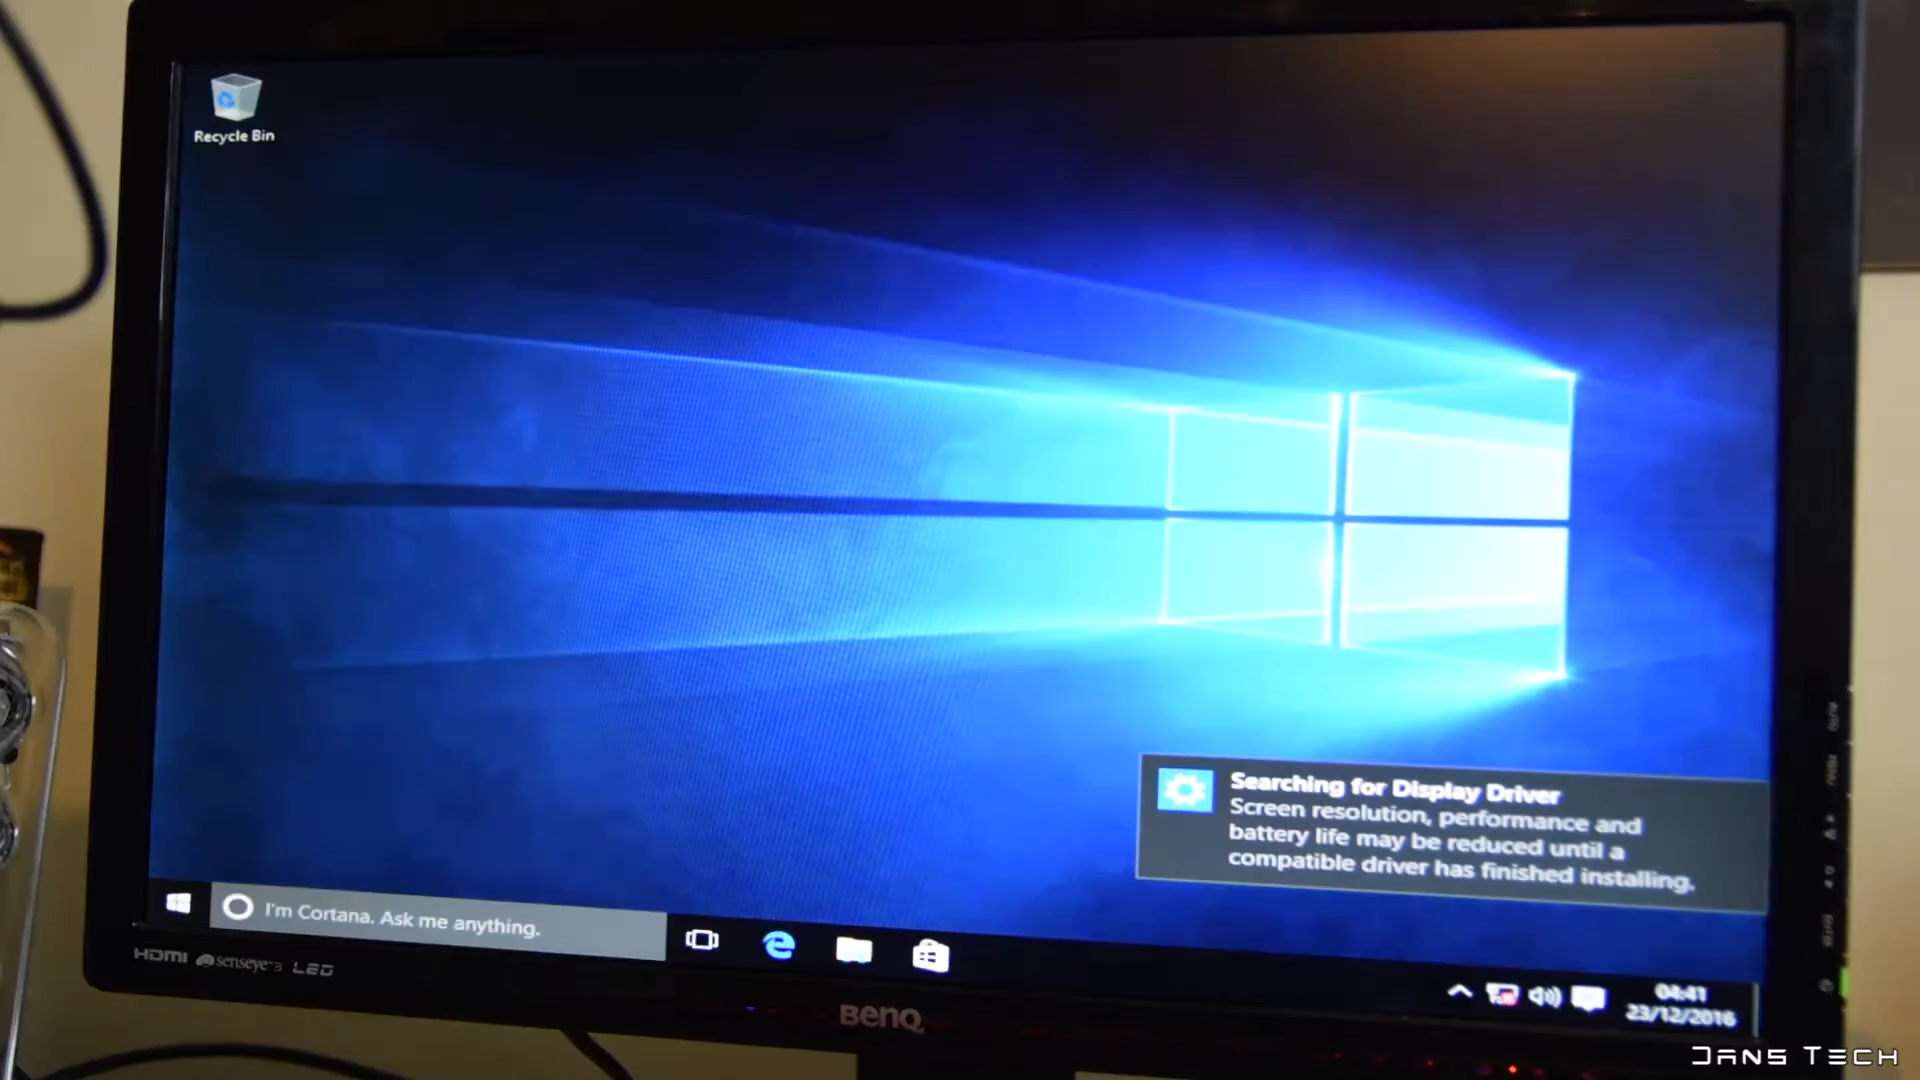 Recycle Bin
Searching for Display Driver
Screen resolution, performance and
battery life may be reduced until a
compatible driver has finished installing.
I'm Cortana. Ask me anything.
04:41
23/12/2016
HDMI senseye 3 LED
BenQ
JANS TECH